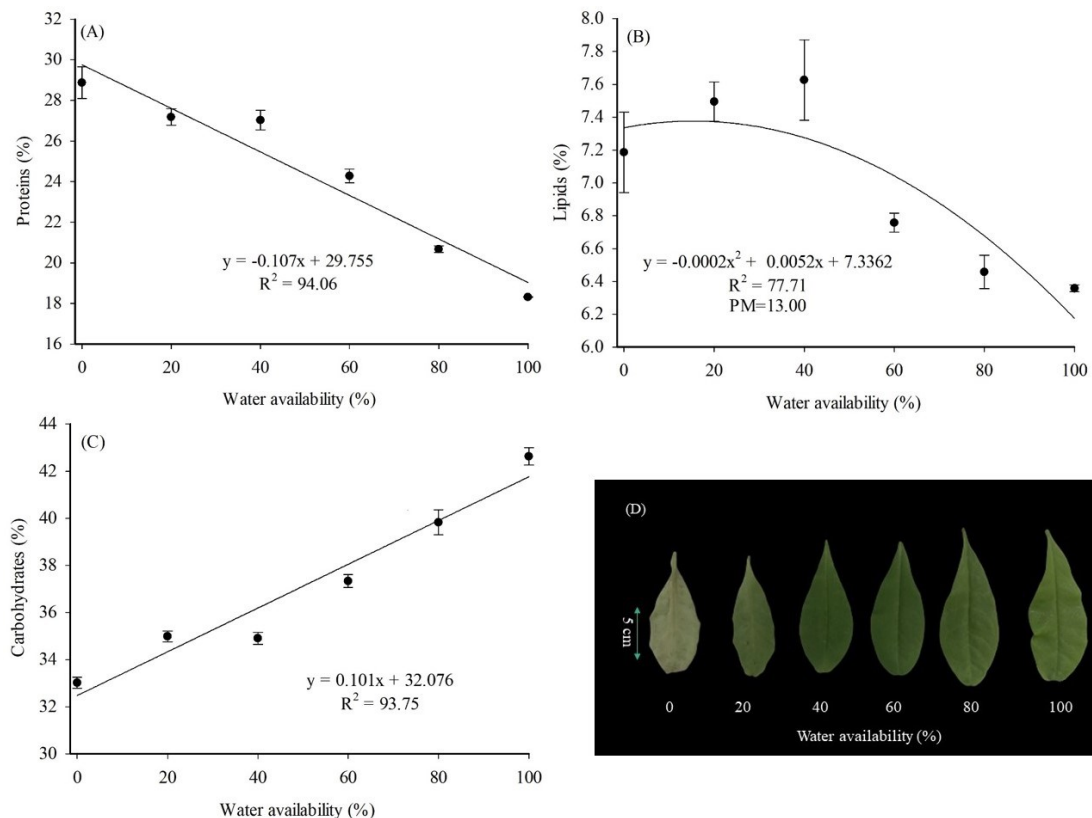 (A)
32
30
28
26
24
22
20
18
16
Proteins (%)
y = -0.107x + 29.755
R² = 94.06
0 20 40 60 80 100
Water availability (%)
(B)
8.0
7.8
7.6
7.4
7.2
7.0
6.8
6.6
6.4
6.2
6.0
Lipids (%)
y = -0.0002x² + 0.0052x + 7.3362
R² = 77.71
PM=13.00
0 20 40 60 80 100
Water availability (%)
(C)
44
42
40
38
36
34
32
30
Carbohydrates (%)
y = 0.101x + 32.076
R² = 93.75
0 20 40 60 80 100
Water availability (%)
(D)
5 cm
0 20 40 60 80 100
Water availability (%)